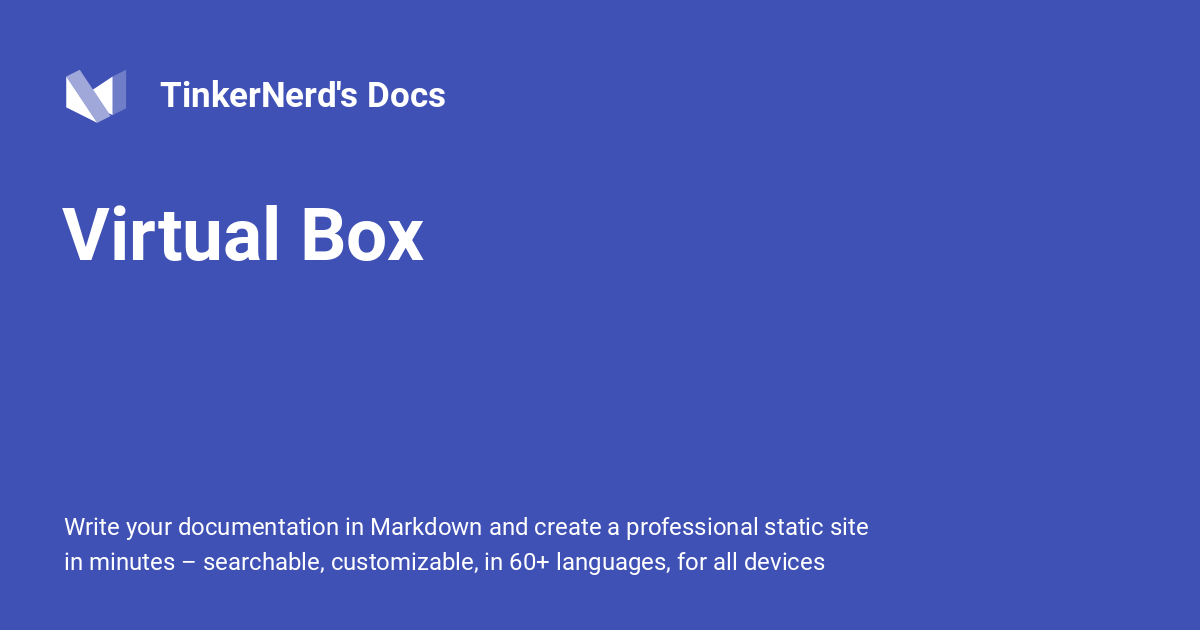 TinkerNerd's Docs
Virtual Box
Write your documentation in Markdown and create a professional static site
in minutes – searchable, customizable, in 60+ languages, for all devices